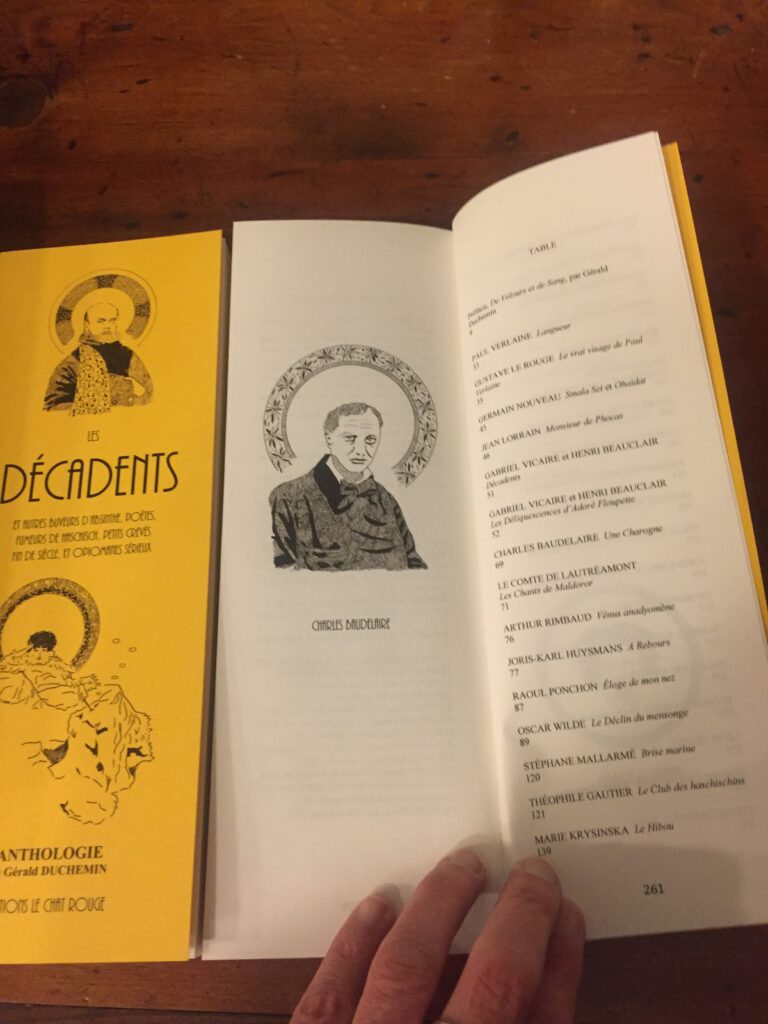 LES
DÉCADENTS
ET AUTRES BUVEURS D'ABSINTHE, POÈTES,
FUMEURS DE HASCHISCH, PETITS CREVÉS
FIN DE SIÈCLE, ET OPIOMANES SÉRIEUX
ANTHOLOGIE
Gérald DUCHEMIN
TIONS LE CHAT ROUGE
CHARLES BAUDELAIRE
TABLE
Préface, De Velours et de Sang, par Gérald
Duchemin
PAUL VERLAINE Langueur
33
GUSTAVE LE ROUGE Le vrai visage de Paul
Verlaine
35
GERMAIN NOUVEAU Smala Set et Ohaïdat
45
JEAN LORRAIN Monsieur de Phocas
46
GABRIEL VICAIRE et HENRI BEAUCLAIR
Décadents
51
GABRIEL VICAIRE et HENRI BEAUCLAIR
Les Déliquescences d'Adoré Floupette
52
CHARLES BAUDELAIRE Une Charogne
69
LE COMTE DE LAUTRÉAMONT
Les Chants de Maldoror
71
ARTHUR RIMBAUD Vénus anadyomène
76
JORIS-KARL HUYSMANS A Rebours
77
RAOUL PONCHON Éloge de mon nez
87
OSCAR WILDE Le Déclin du mensonge
89
STÉPHANE MALLARMÉ Brise marine
120
THÉOPHILE GAUTIER Le Club des haschischins
121
MARIE KRYSINSKA Le Hibou
139
261